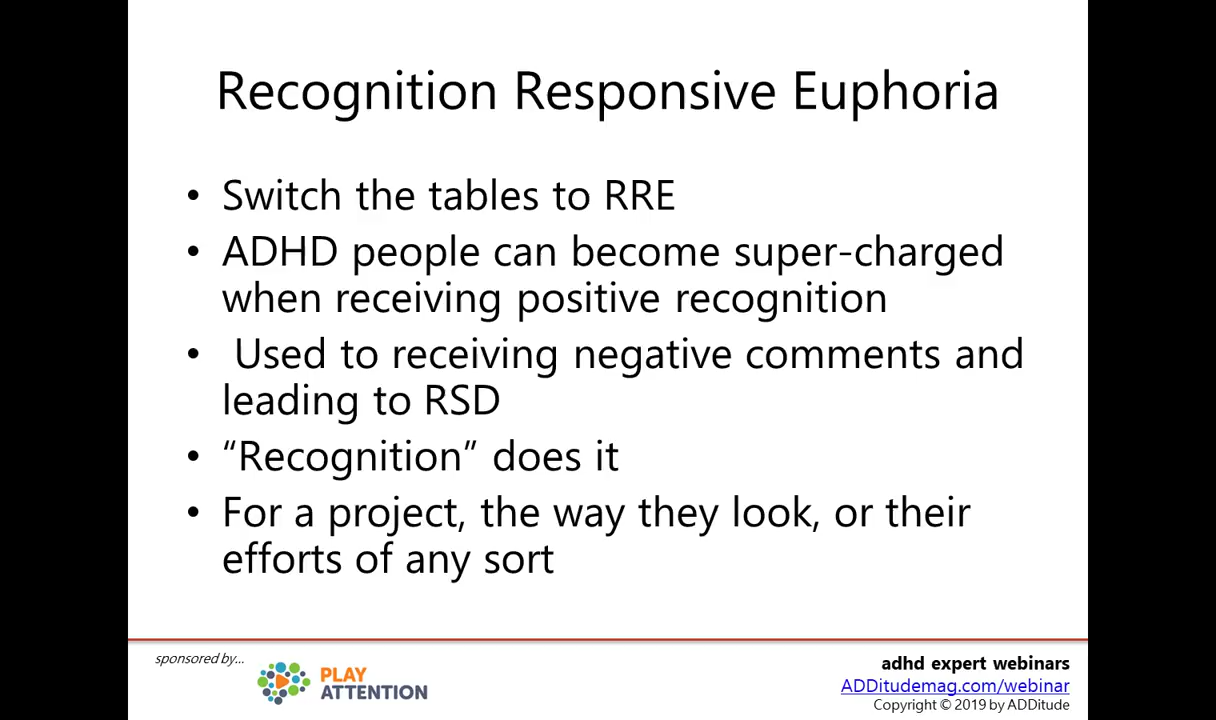 Recognition Responsive Euphoria
• Switch the tables to RRE
• ADHD people can become super-charged
when receiving positive recognition
• Used to receiving negative comments and
leading to RSD
• “Recognition” does it
• For a project, the way they look, or their
efforts of any sort
sponsored by...
PLAY
ATTENTION
adhd expert webinars
ADDitudemag.com/webinar
Copyright © 2019 by ADDitude